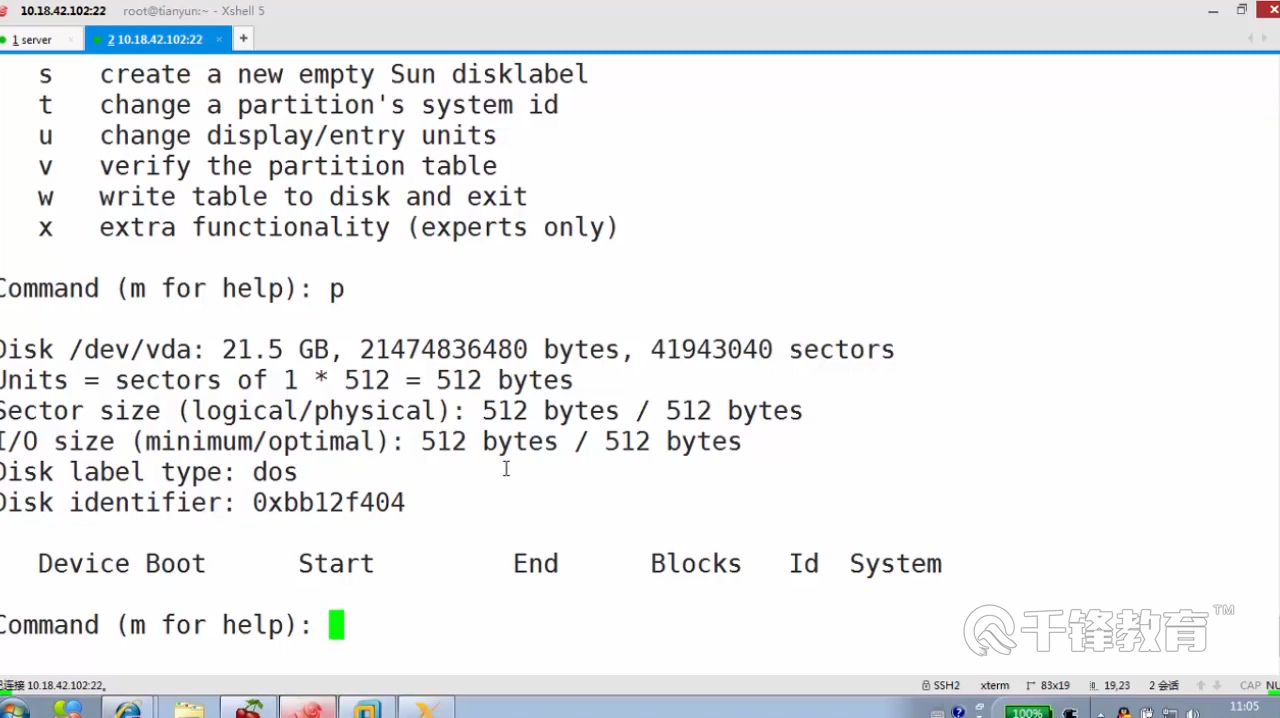 10.18.42.102:22 root@tianyun:~ - Xshell 5
1 server × 2 10.18.42.102:22 × +
s create a new empty Sun disklabel
t change a partition's system id
u change display/entry units
v verify the partition table
w write table to disk and exit
x extra functionality (experts only)
Command (m for help): p
Disk /dev/vda: 21.5 GB, 21474836480 bytes, 41943040 sectors
Units = sectors of 1 * 512 = 512 bytes
Sector size (logical/physical): 512 bytes / 512 bytes
I/O size (minimum/optimal): 512 bytes / 512 bytes
Disk label type: dos
Disk identifier: 0xbb12f404
Device Boot Start End Blocks Id System
Command (m for help):
千锋教育™
已连接 10.18.42.102:22。 SSH2 xterm 83x19 19,23 2 会话 CAP NU
100% 11:05